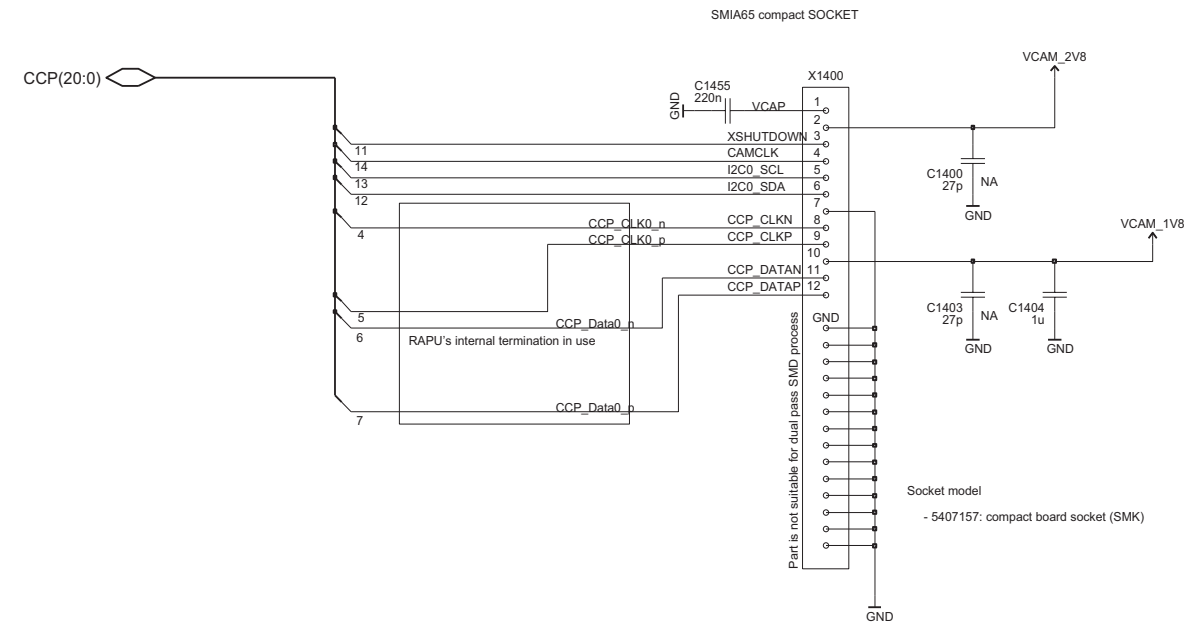 SMIA65 compact SOCKET
VCAM_2V8
CCP(20:0)
X1400
C1455
220n
GND
VCAP
1
2
XSHUTDOWN
3
11
CAMCLK
4
14
I2C0_SCL
5
13
I2C0_SDA
6
12
C1400
27p
NA
GND
7
CCP_CLK0_n
CCP_CLKN
8
4
CCP_CLK0_p
CCP_CLKP
9
VCAM_1V8
10
CCP_DATAN
11
CCP_DATAP
12
C1403
27p
NA
GND
C1404
1u
GND
5
CCP_Data0_n
6
RAPU's internal termination in use
GND
CCP_Data0_p
7
Part is not suitable for dual pass SMD process
Socket model
- 5407157: compact board socket (SMK)
GND